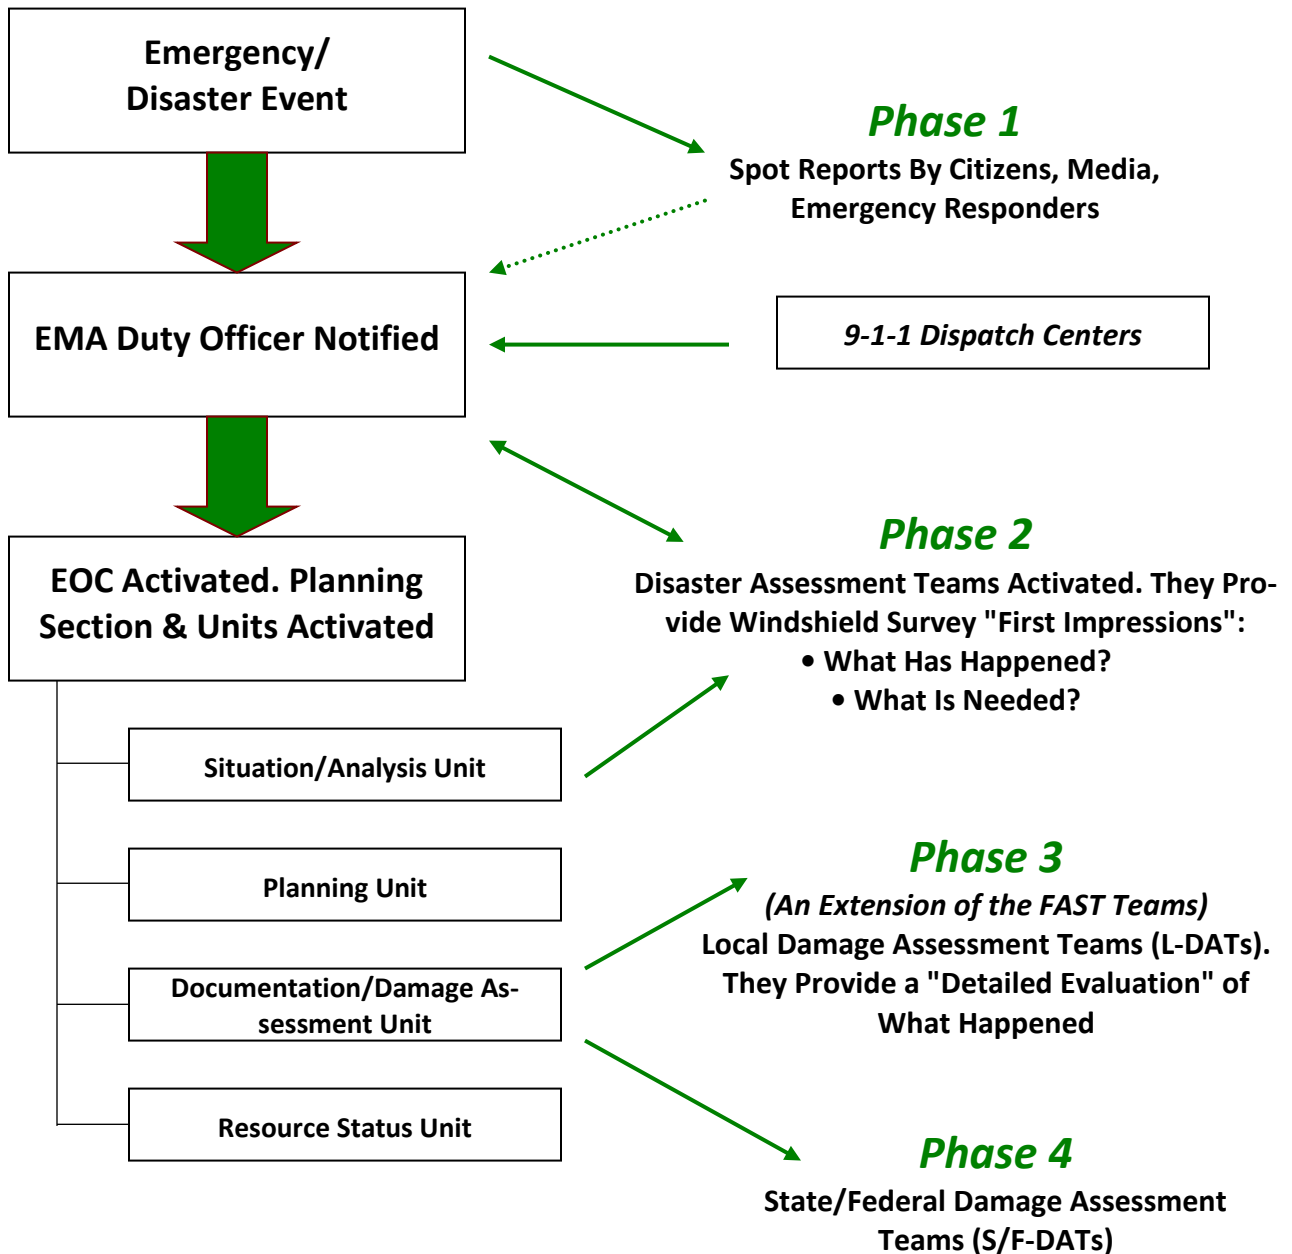 Emergency/
Disaster Event
Phase 1
Spot Reports By Citizens, Media,
Emergency Responders
EMA Duty Officer Notified
9-1-1 Dispatch Centers
Phase 2
Disaster Assessment Teams Activated. They Pro-
vide Windshield Survey "First Impressions":
• What Has Happened?
• What Is Needed?
EOC Activated. Planning
Section & Units Activated
Situation/Analysis Unit
Planning Unit
Documentation/Damage As-
sessment Unit
Resource Status Unit
Phase 3
(An Extension of the FAST Teams)
Local Damage Assessment Teams (L-DATs).
They Provide a "Detailed Evaluation" of
What Happened
Phase 4
State/Federal Damage Assessment
Teams (S/F-DATs)